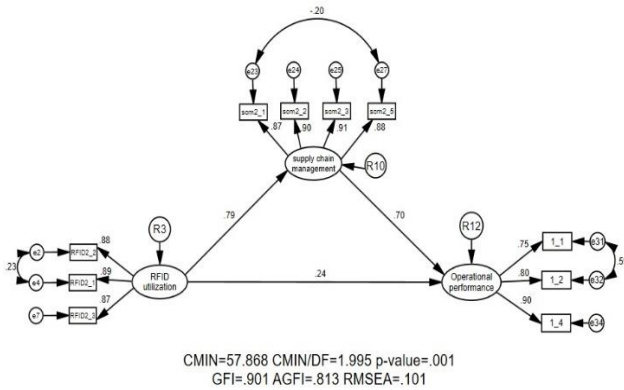 -.20
e23 e24 e25 e27
scm2_1 scm2_2 scm2_3 scm2_5
.87 .90 .91 .88
supply chain
management
R10
.79 .70
R3 R12
e2 RFID2_2 .88
.23
e4 RFID2_1 .89
e7 RFID2_3 .87
RFID
utilization
.24
Operational
performance
.75 1_1 e31
.80 1_2 e32
.90 1_4 e34
CMIN=57.868 CMIN/DF=1.995 p-value=.001
GFI=.901 AGFI=.813 RMSEA=.101